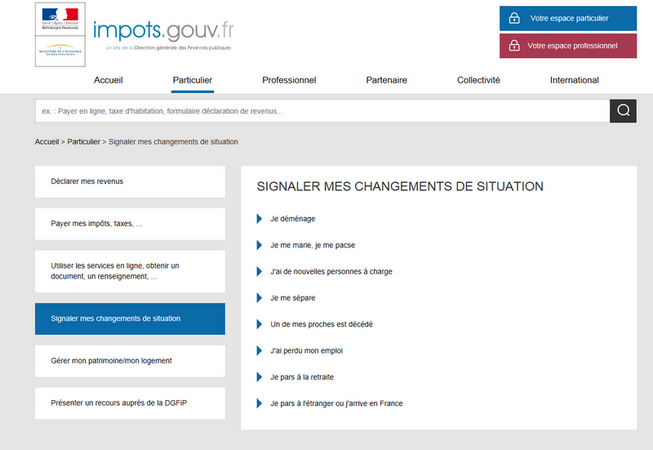 RÉPUBLIQUE FRANÇAISE
impots.gouv.fr
un site de la Direction générale des Finances publiques
Votre espace particulier
Votre espace professionnel
Accueil Particulier Professionnel Partenaire Collectivité International
ex. : Payer en ligne, taxe d'habitation, formulaire déclaration de revenus...
Accueil > Particulier > Signaler mes changements de situation
Déclarer mes revenus
Payer mes impôts, taxes, ...
Utiliser les services en ligne, obtenir un
document, un renseignement, ...
Signaler mes changements de situation
Gérer mon patrimoine/mon logement
Présenter un recours auprès de la DGFiP
SIGNALER MES CHANGEMENTS DE SITUATION
Je déménage
Je me marie, je me pacse
J'ai de nouvelles personnes à charge
Je me sépare
Un de mes proches est décédé
J'ai perdu mon emploi
Je pars à la retraite
Je pars à l'étranger ou j'arrive en France